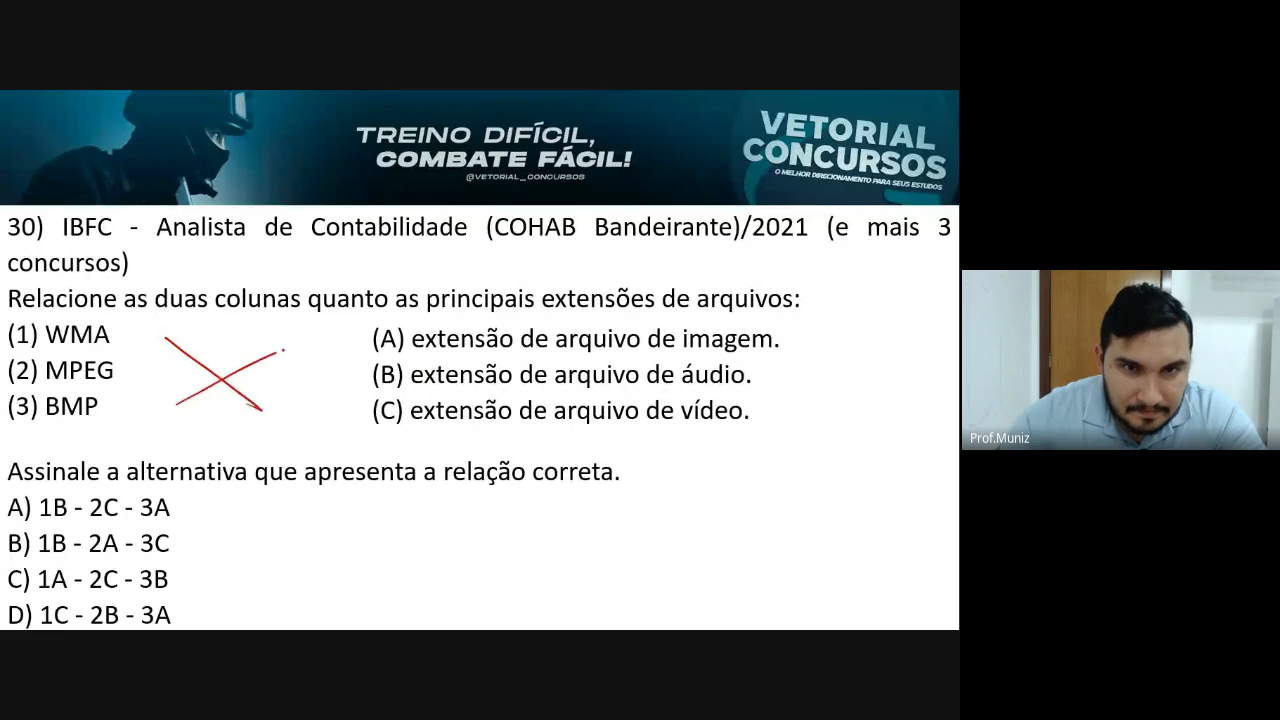 TREINO DIFÍCIL,
COMBATE FÁCIL!
@VETORIAL_CONCURSOS
VETORIAL
CONCURSOS
O MELHOR DIRECIONAMENTO PARA SEUS ESTUDOS
30) IBFC - Analista de Contabilidade (COHAB Bandeirante)/2021 (e mais 3
concursos)
Relacione as duas colunas quanto as principais extensões de arquivos:
(1) WMA
(2) MPEG
(3) BMP
(A) extensão de arquivo de imagem.
(B) extensão de arquivo de áudio.
(C) extensão de arquivo de vídeo.
Assinale a alternativa que apresenta a relação correta.
A) 1B - 2C - 3A
B) 1B - 2A - 3C
C) 1A - 2C - 3B
D) 1C - 2B - 3A
Prof.Muniz